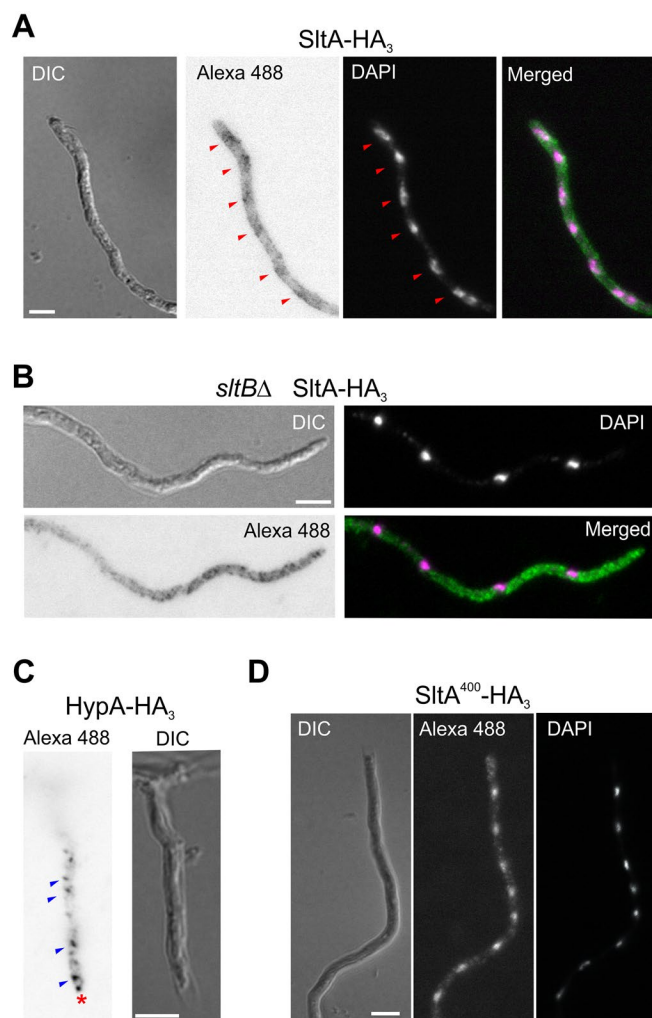 A
SltA-HA₃
DIC
Alexa 488
DAPI
Merged
B
sltBΔ SltA-HA₃
DIC
DAPI
Alexa 488
Merged
C
HypA-HA₃
Alexa 488
DIC
*
D
SltA⁴⁰⁰-HA₃
DIC
Alexa 488
DAPI